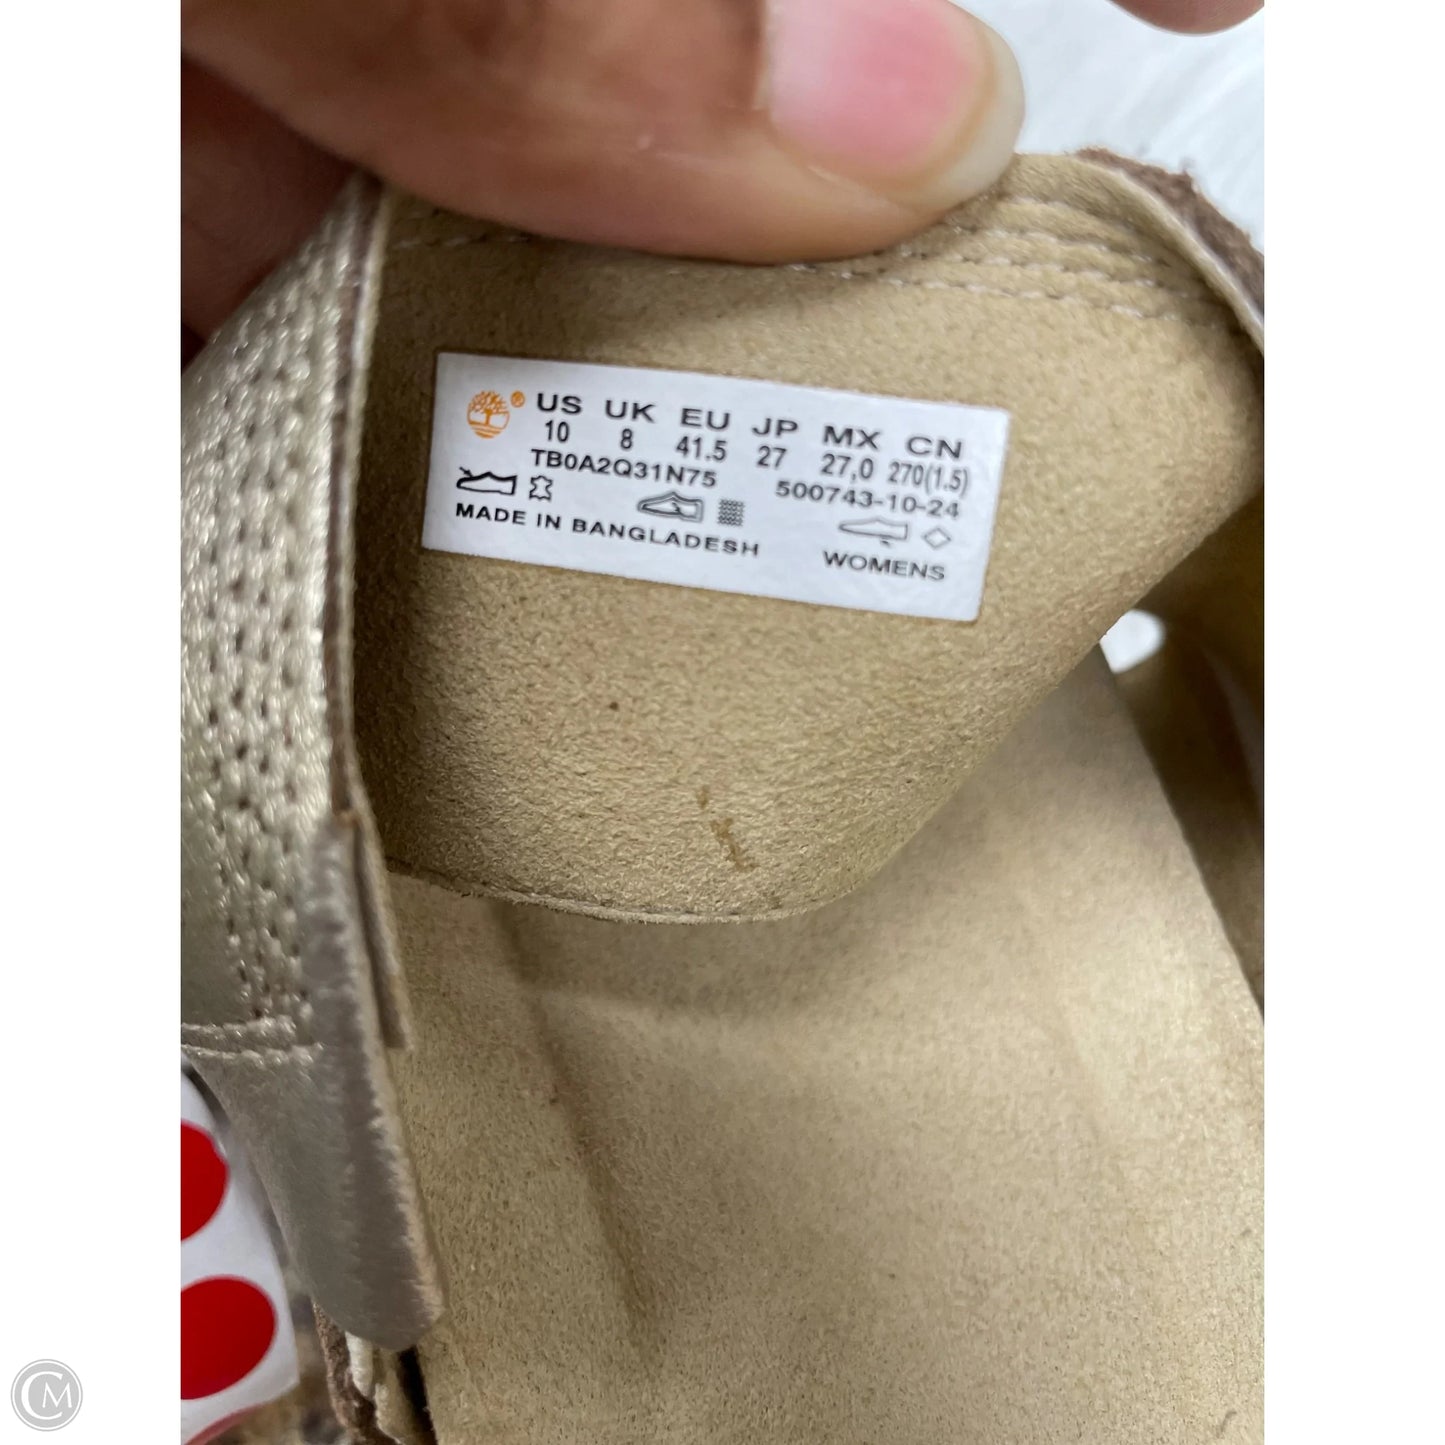 ® US UK EU JP MX CN
10 8 41.5 27 27,0 270(1.5)
TB0A2Q31N75 500743-10-24
MADE IN BANGLADESH WOMENS
CM